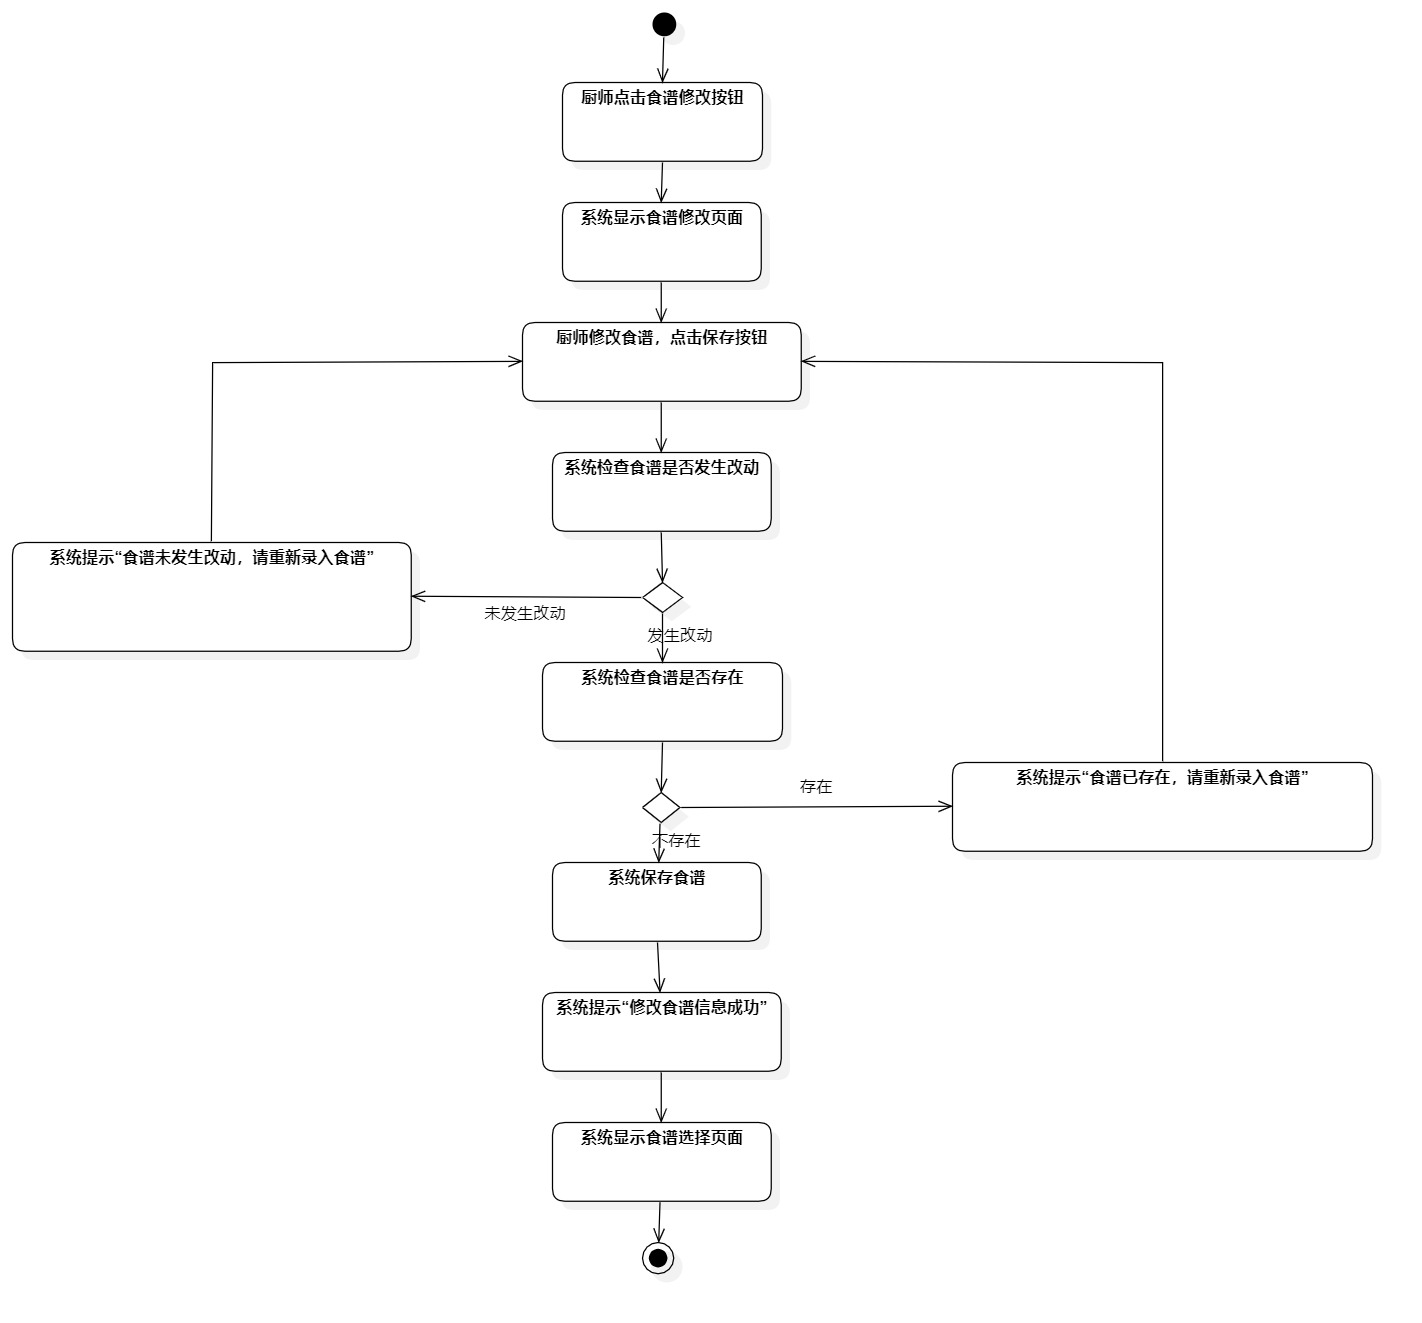 厨师点击食谱修改按钮
系统显示食谱修改页面
厨师修改食谱，点击保存按钮
系统检查食谱是否发生改动
系统提示“食谱未发生改动，请重新录入食谱”
未发生改动
发生改动
系统检查食谱是否存在
系统提示“食谱已存在，请重新录入食谱”
存在
不存在
系统保存食谱
系统提示“修改食谱信息成功”
系统显示食谱选择页面